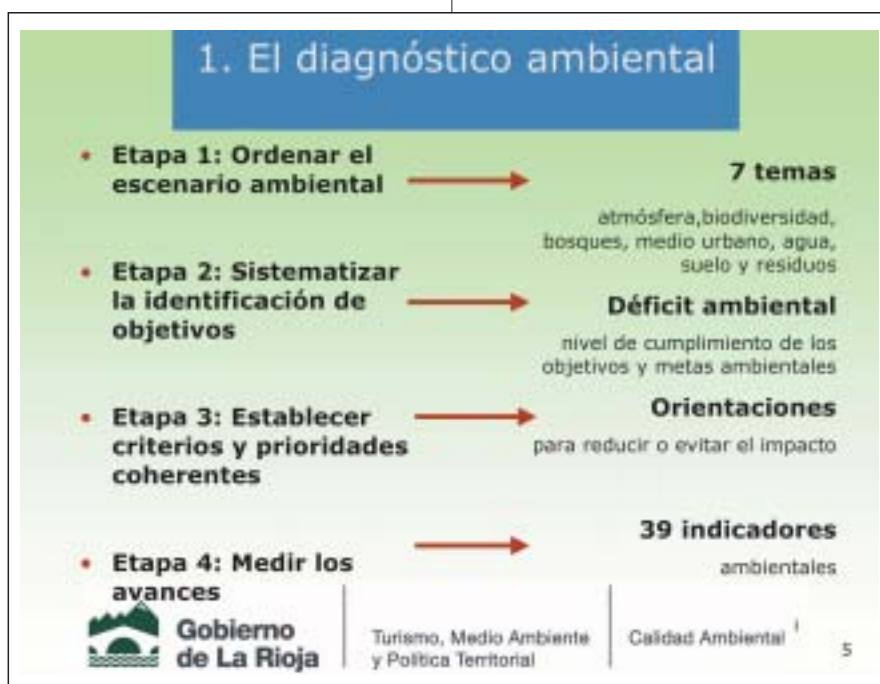 1. El diagnóstico ambiental
• Etapa 1: Ordenar el
escenario ambiental
7 temas
atmósfera,biodiversidad,
bosques, medio urbano, agua,
suelo y residuos
• Etapa 2: Sistematizar
la identificación de
objetivos
Déficit ambiental
nivel de cumplimiento de los
objetivos y metas ambientales
• Etapa 3: Establecer
criterios y prioridades
coherentes
Orientaciones
para reducir o evitar el impacto
• Etapa 4: Medir los
avances
39 indicadores
ambientales
Gobierno
de La Rioja
Turismo, Medio Ambiente
y Política Territorial
Calidad Ambiental
5